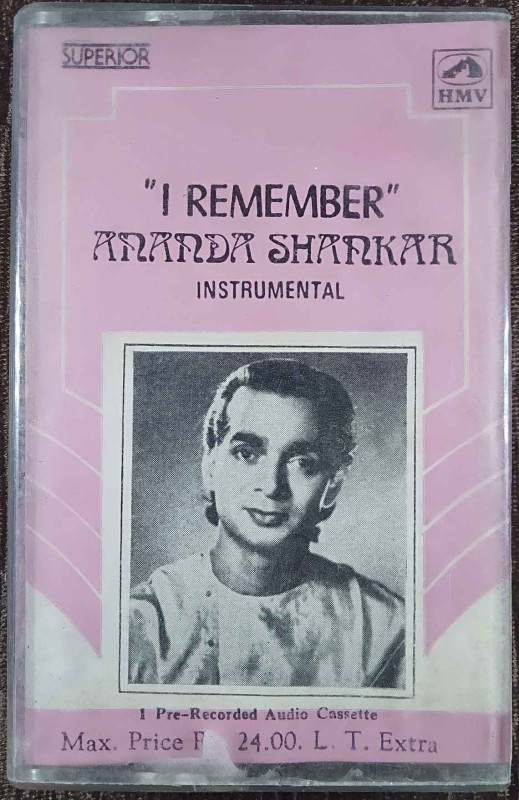 SUPERIOR
HMV
"I REMEMBER"
ANANDA SHANKAR
INSTRUMENTAL
1 Pre-Recorded Audio Cassette
Max. Price 24.00. L. T. Extra